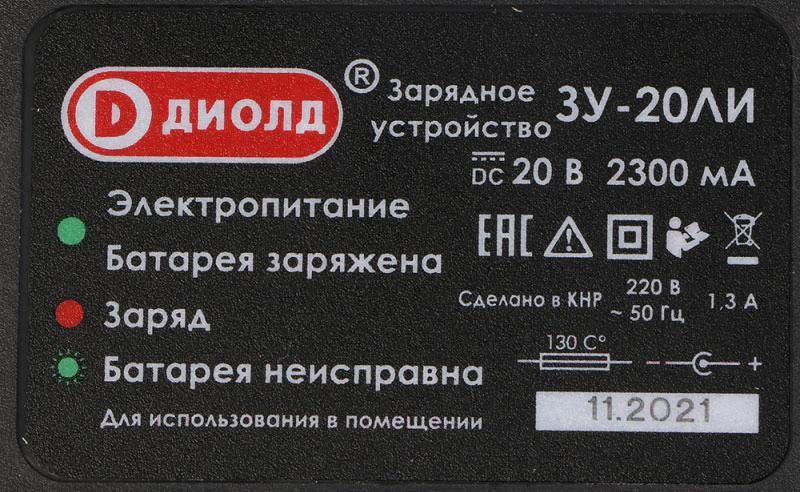 D ДИОЛД ®
Зарядное
устройство
ЗУ-20ЛИ
DC 20 В 2300 мА
Электропитание
Батарея заряжена
Заряд
Батарея неисправна
Для использования в помещении
EAC
Сделано в КНР
220 В
~ 50 Гц
1,3 А
130 С°
- +
11.2021